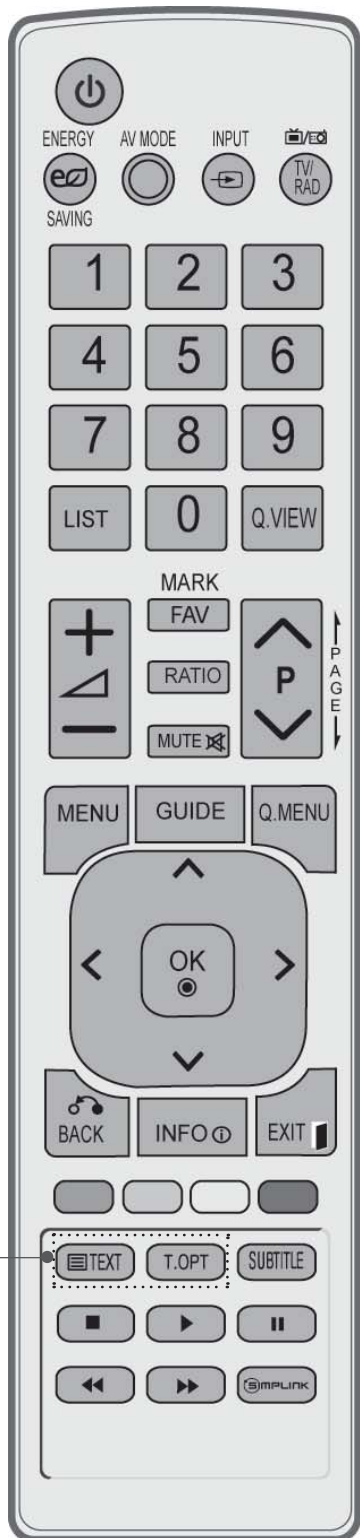 ENERGY AV MODE INPUT
TV/
RAD
SAVING
1 2 3
4 5 6
7 8 9
LIST 0 Q.VIEW
MARK
FAV
RATIO P
PAGE
MUTE
MENU GUIDE Q.MENU
OK
BACK INFO EXIT
TEXT T.OPT SUBTITLE
SIMPLINK